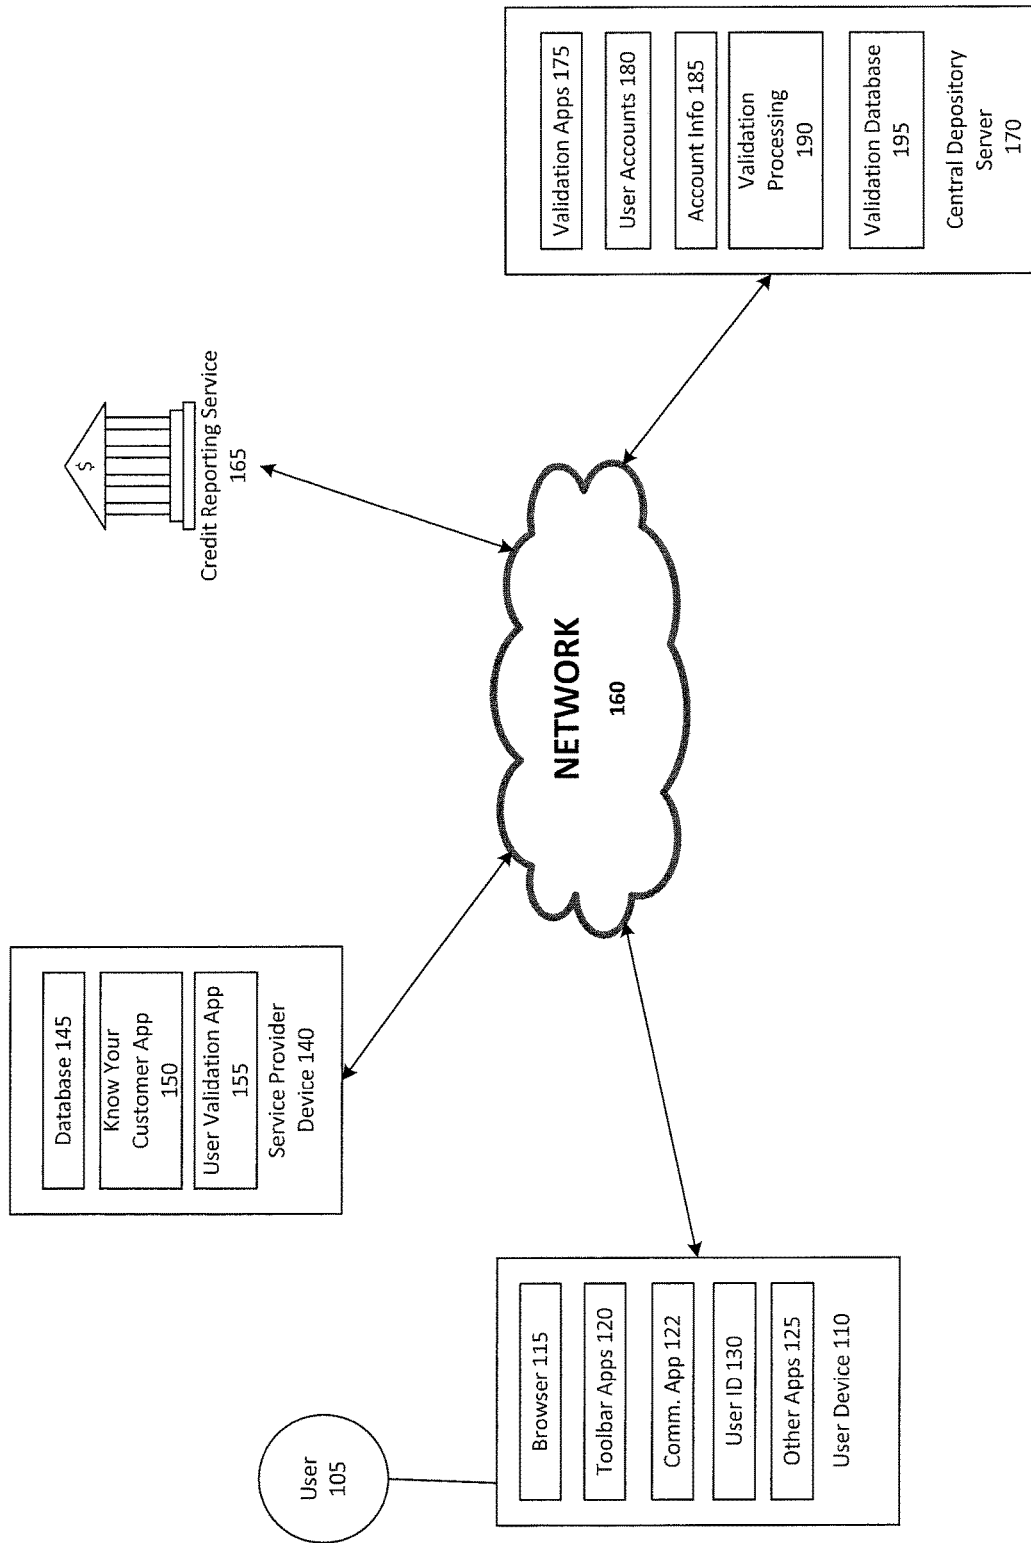 User
105
Browser 115
Toolbar Apps 120
Comm. App 122
User ID 130
Other Apps 125
User Device 110
Database 145
Know Your
Customer App
150
User Validation App
155
Service Provider
Device 140
NETWORK
160
$
Credit Reporting Service
165
Validation Apps 175
User Accounts 180
Account Info 185
Validation
Processing
190
Validation Database
195
Central Depository
Server
170